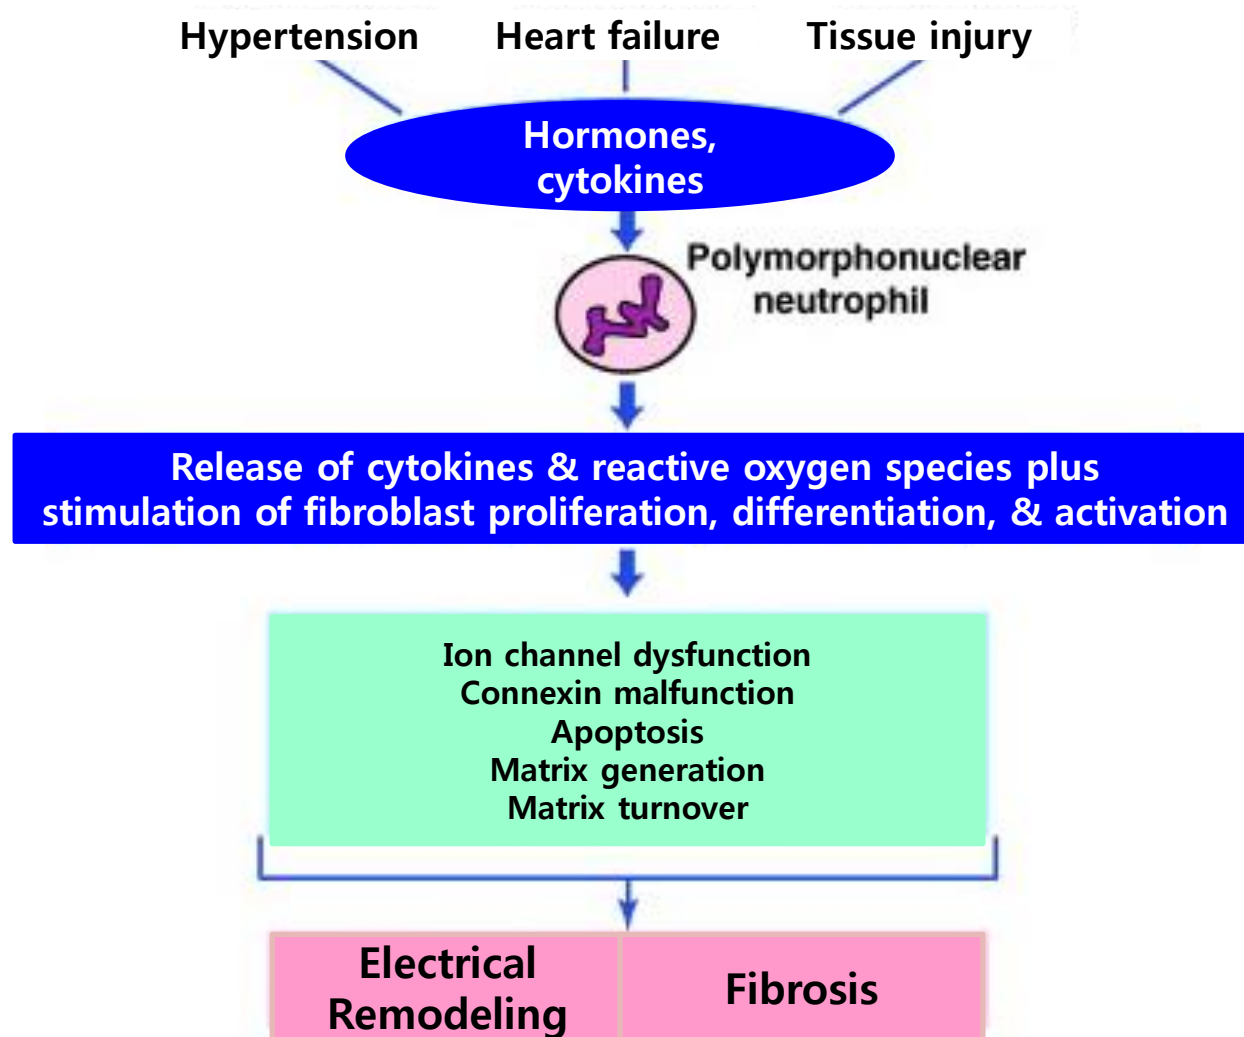 Hypertension Heart failure Tissue injury
Hormones,
cytokines
Polymorphonuclear
neutrophil
Release of cytokines & reactive oxygen species plus
stimulation of fibroblast proliferation, differentiation, & activation
Ion channel dysfunction
Connexin malfunction
Apoptosis
Matrix generation
Matrix turnover
Electrical
Remodeling
Fibrosis